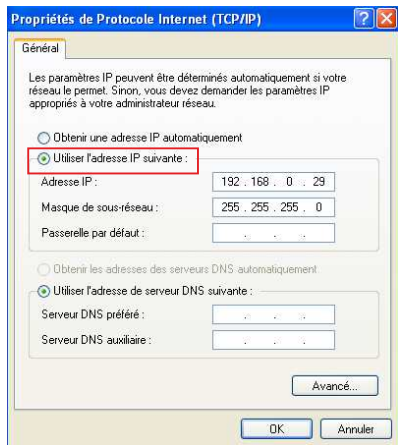 Propriétés de Protocole Internet (TCP/IP)
Général
Les paramètres IP peuvent être déterminés automatiquement si votre
réseau le permet. Sinon, vous devez demander les paramètres IP
appropriés à votre administrateur réseau.
Obtenir une adresse IP automatiquement
Utiliser l'adresse IP suivante :
Adresse IP : 192 . 168 . 0 . 29
Masque de sous-réseau : 255 . 255 . 255 . 0
Passerelle par défaut : . . .
Obtenir les adresses des serveurs DNS automatiquement
Utiliser l'adresse de serveur DNS suivante :
Serveur DNS préféré : . . .
Serveur DNS auxiliaire : . . .
Avancé...
OK Annuler